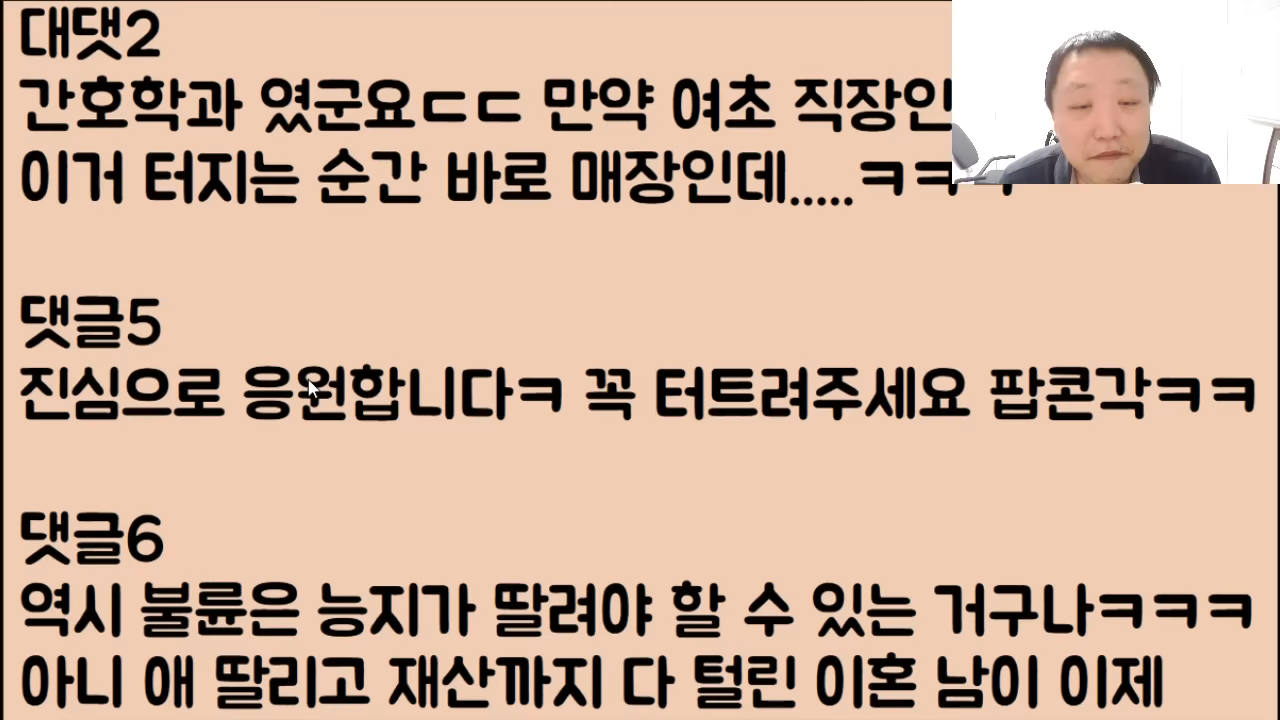 대댓2
간호학과 였군요ㄷㄷ 만약 여초 직장인
이거 터지는 순간 바로 매장인데.....ㅋㅋ
댓글5
진심으로 응원합니다ㅋ 꼭 터트려주세요 팝콘각ㅋㅋ
댓글6
역시 불륜은 능지가 딸려야 할 수 있는 거구나ㅋㅋㅋ
아니 애 딸리고 재산까지 다 털린 이혼 남이 이제